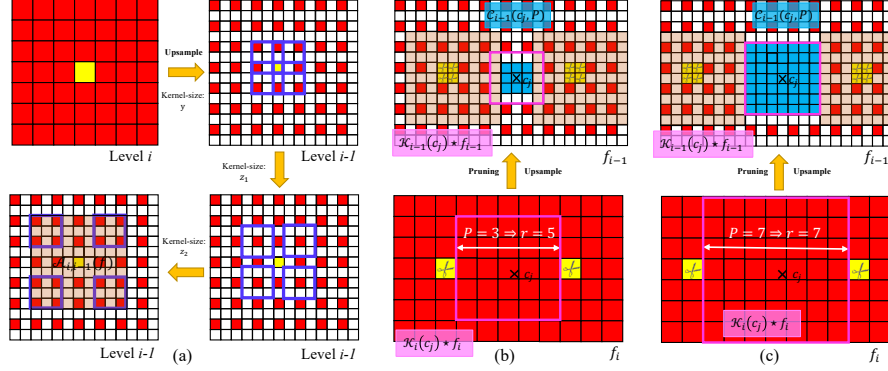 Upsample
Kernel-size:
y
Level i
Level i-1
Kernel-size:
z₁
Kernel-size:
z₂
𝒜ᵢ,ᵢ₋₁(f)
Level i-1
(a)
Level i-1
𝒞ᵢ₋₁(cⱼ, P)
cⱼ
𝒦ᵢ₋₁(cⱼ) ⋆ fᵢ₋₁
fᵢ₋₁
Pruning
Upsample
P = 3 ⇒ r = 5
cⱼ
𝒦ᵢ(cⱼ) ⋆ fᵢ
(b)
fᵢ
𝒞ᵢ₋₁(cⱼ, P)
cⱼ
𝒦ᵢ₋₁(cⱼ) ⋆ fᵢ₋₁
fᵢ₋₁
Pruning
Upsample
P = 7 ⇒ r = 7
cⱼ
𝒦ᵢ(cⱼ) ⋆ fᵢ
(c)
fᵢ